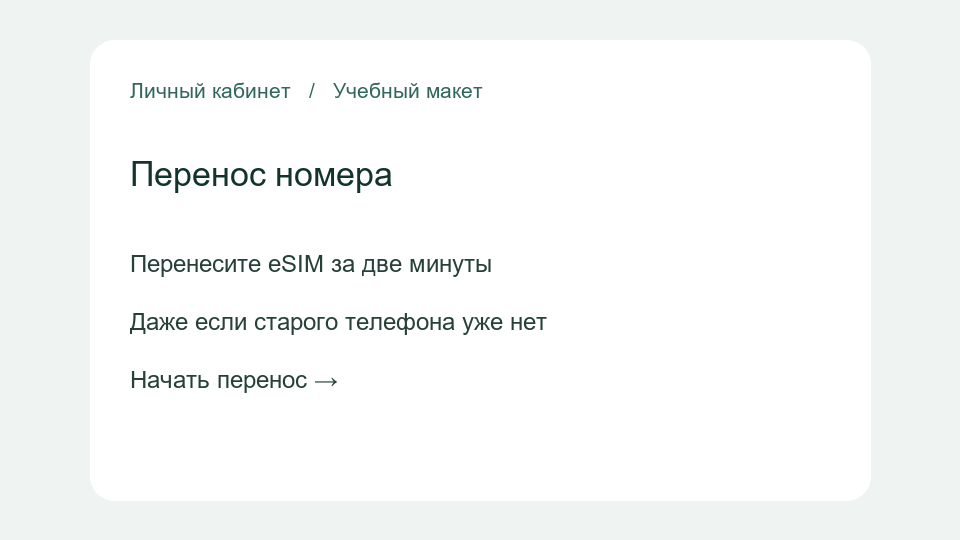 Личный кабинет / Учебный макет
Перенос номера
Перенесите eSIM за две минуты
Даже если старого телефона уже нет
Начать перенос →